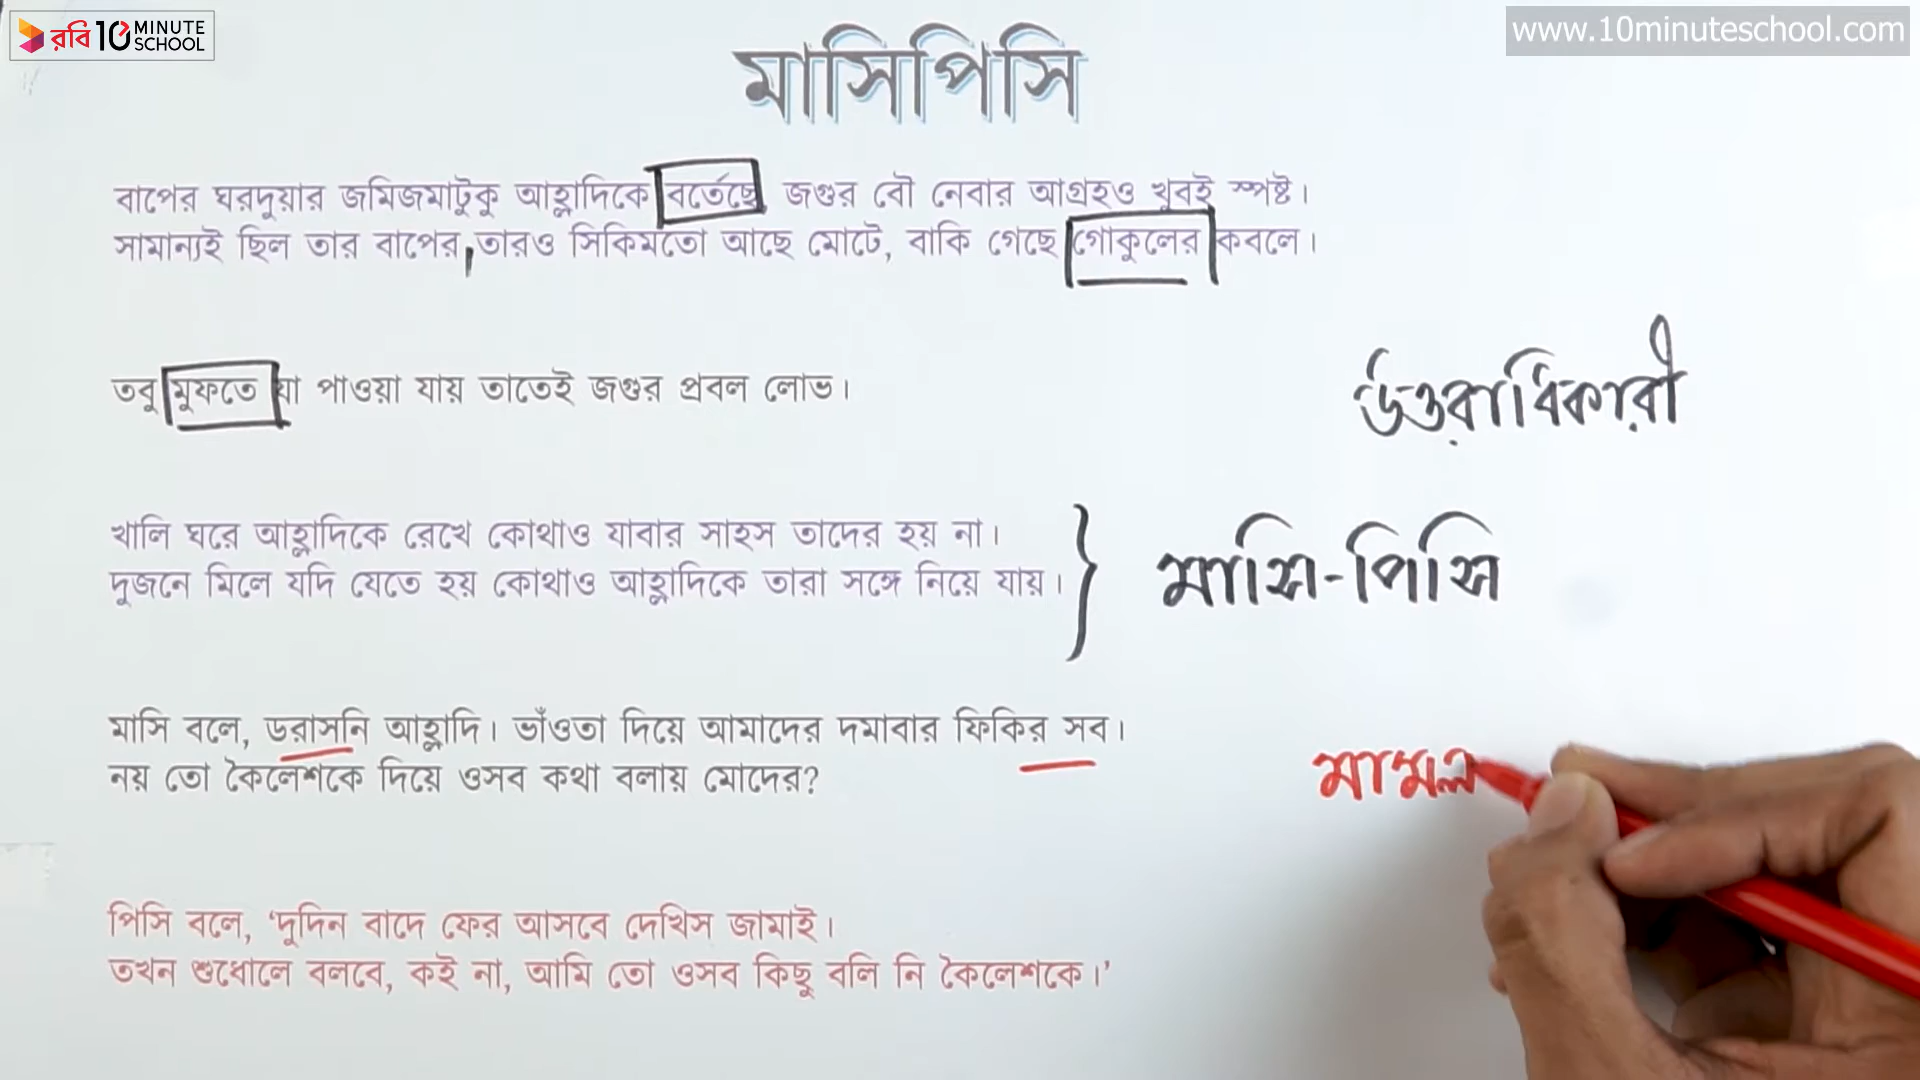 রবি 10 MINUTE SCHOOL
www.10minuteschool.com
মাসিপিসি
বাপের ঘরদুয়ার জমিজমাটুকু আহ্লাদিকে বর্তেছে জগুর বৌ নেবার আগ্রহও খুবই স্পষ্ট।
সামান্যই ছিল তার বাপের, তারও সিকিমতো আছে মোটে, বাকি গেছে গোকুলের কবলে।
তবু মুফতে যা পাওয়া যায় তাতেই জগুর প্রবল লোভ।
উত্তরাধিকারী
খালি ঘরে আহ্লাদিকে রেখে কোথাও যাবার সাহস তাদের হয় না।
দুজনে মিলে যদি যেতে হয় কোথাও আহ্লাদিকে তারা সঙ্গে নিয়ে যায়।
মাসি-পিসি
মাসি বলে, ডরাসনি আহ্লাদি। ভাঁওতা দিয়ে আমাদের দমাবার ফিকির সব।
নয় তো কৈলেশকে দিয়ে ওসব কথা বলায় মোদের?
মামল
পিসি বলে, ‘দুদিন বাদে ফের আসবে দেখিস জামাই।
তখন শুধোলে বলবে, কই না, আমি তো ওসব কিছু বলি নি কৈলেশকে।’